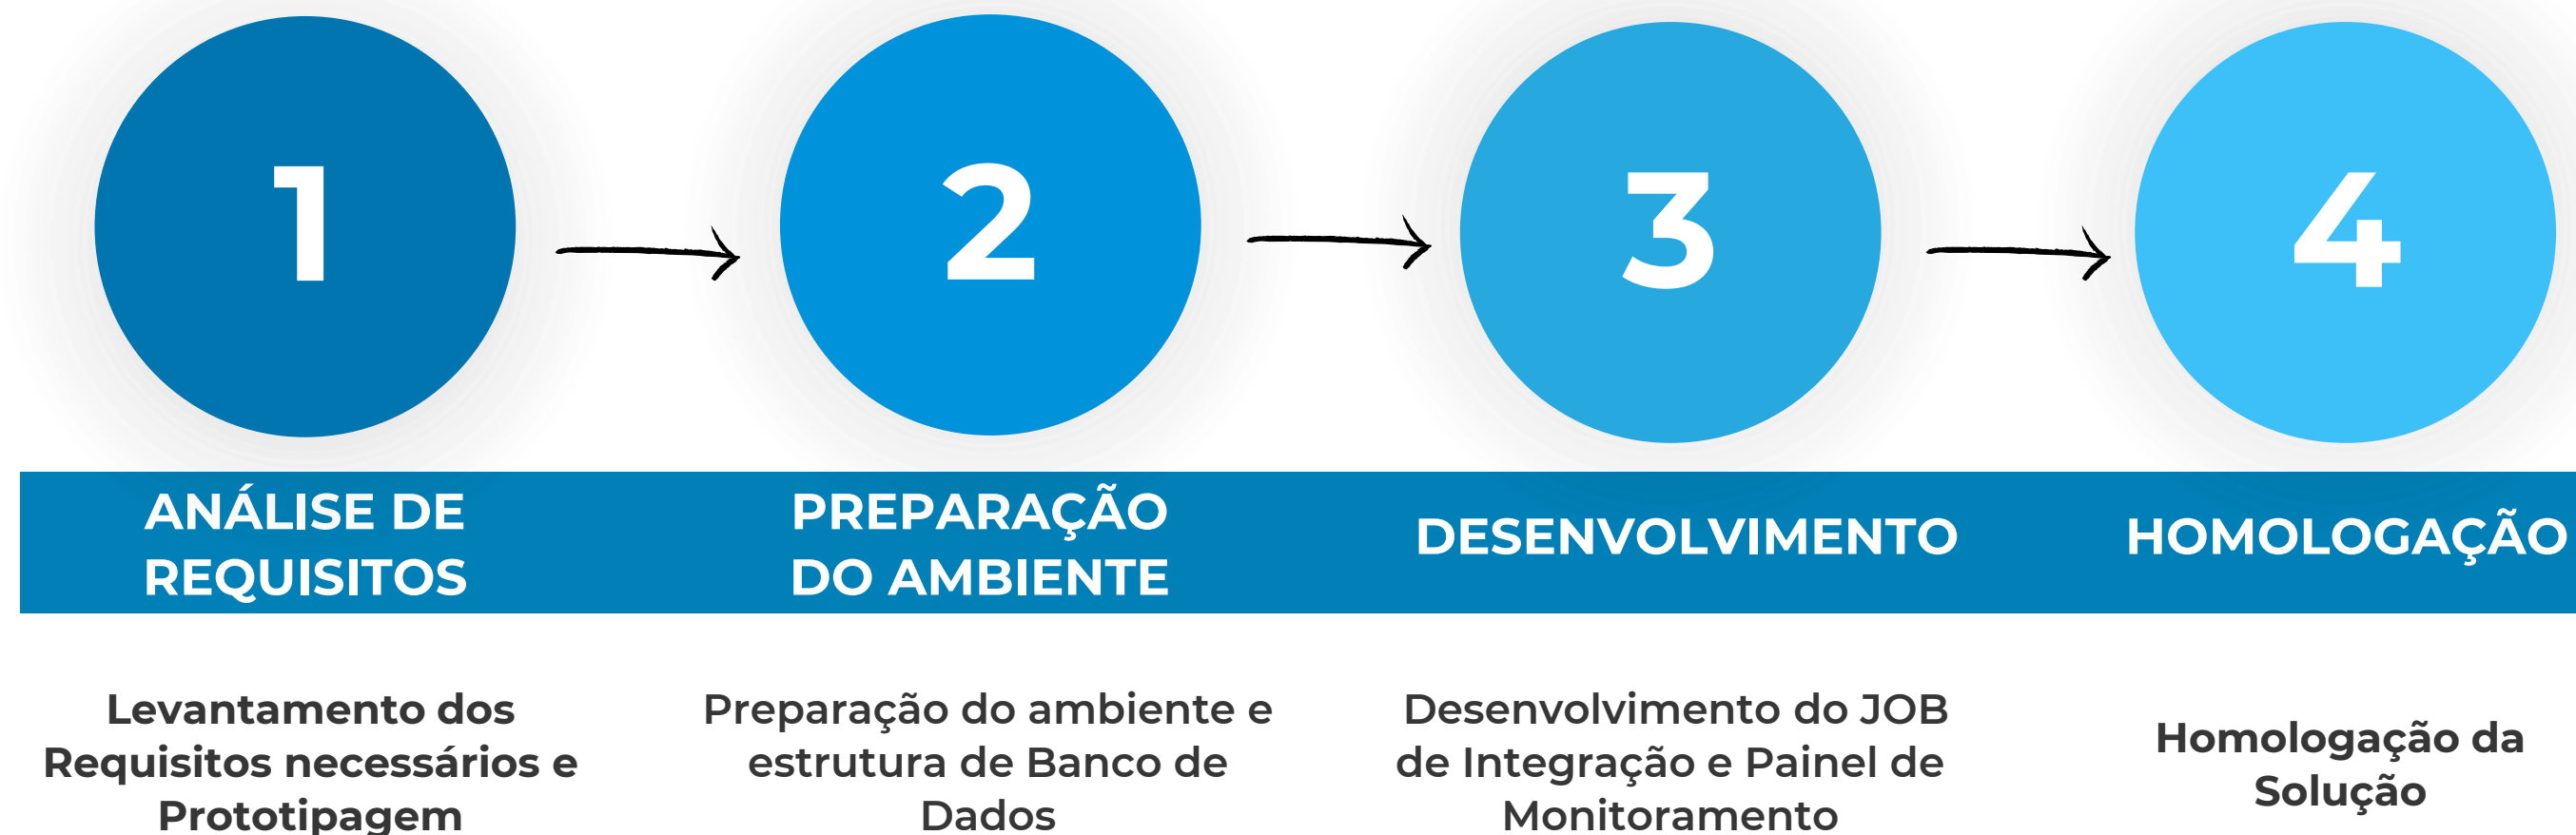 1
2
3
4
ANÁLISE DE
REQUISITOS
PREPARAÇÃO
DO AMBIENTE
DESENVOLVIMENTO
HOMOLOGAÇÃO
Levantamento dos
Requisitos necessários e
Prototipagem
Preparação do ambiente e
estrutura de Banco de
Dados
Desenvolvimento do JOB
de Integração e Painel de
Monitoramento
Homologação da
Solução